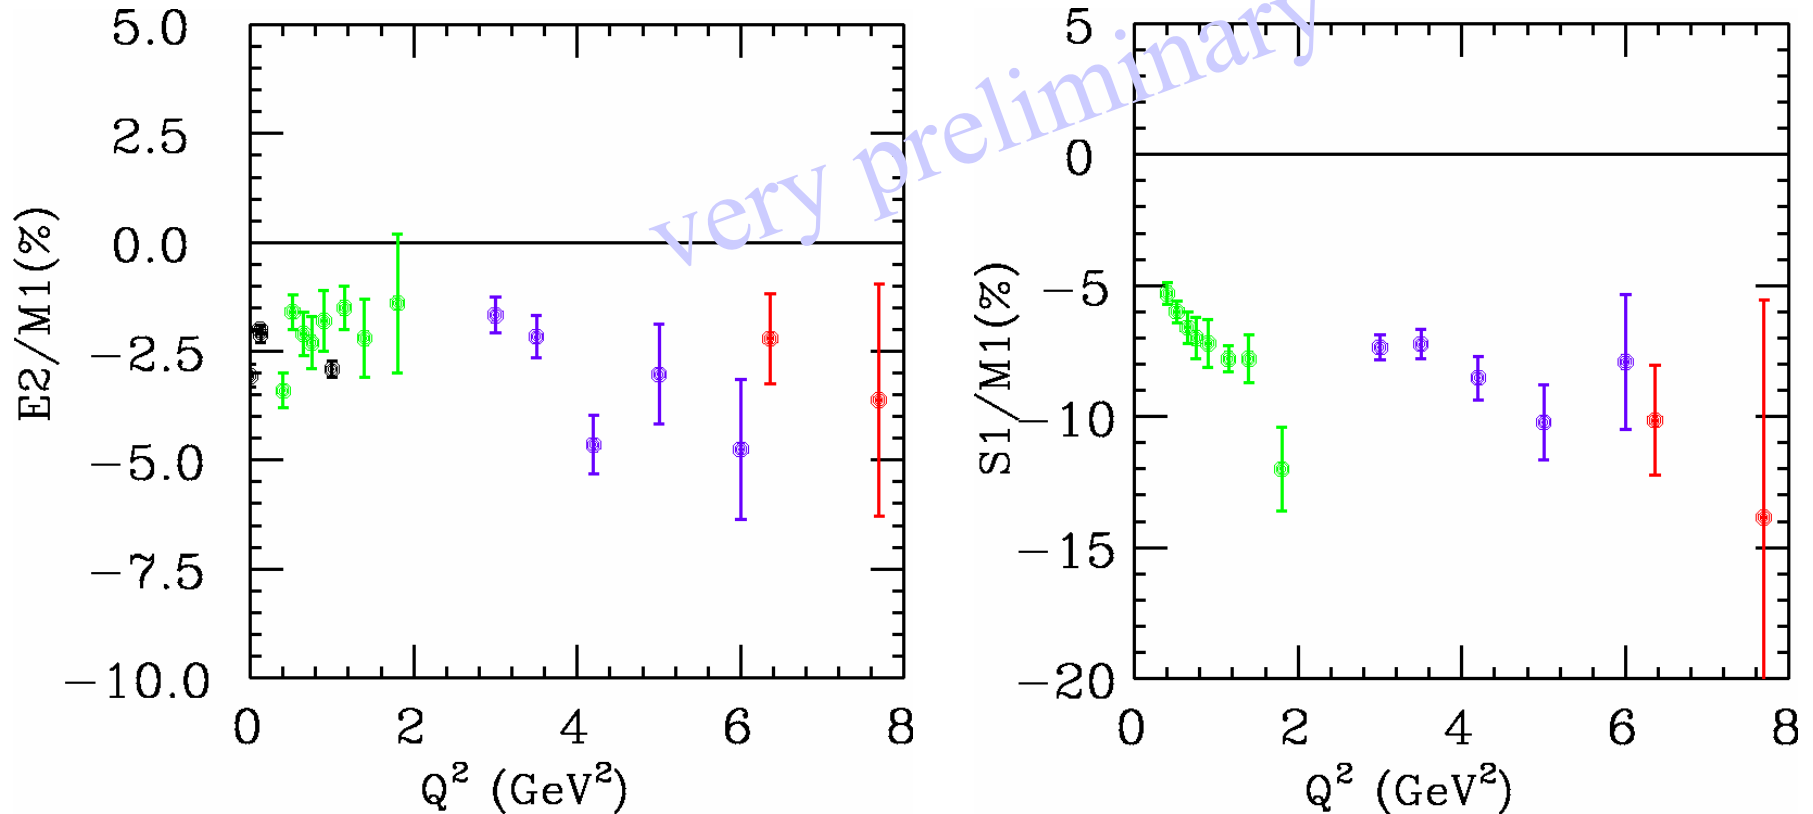 very preliminary
E2/M1(%)
5.0
2.5
0.0
−2.5
−5.0
−7.5
−10.0
0 2 4 6 8
Q² (GeV²)
S1/M1(%)
5
0
−5
−10
−15
−20
0 2 4 6 8
Q² (GeV²)